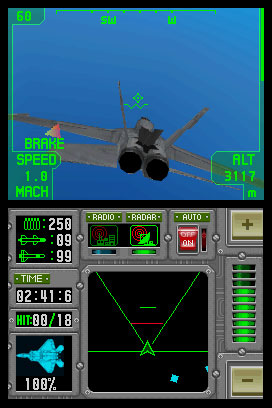 60
SW W
BRAKE
SPEED
1.0
MACH
ALT
3117
m
RADIO RADAR AUTO
:250
:09
:99
OFF
ON
+
TIME
02:41:6
HIT:00/18
100%
−